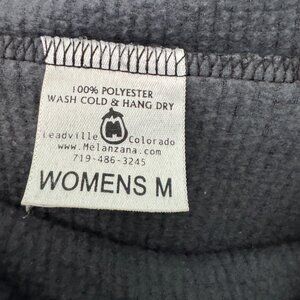 100% POLYESTER
WASH COLD & HANG DRY
Leadville Colorado
www.Melanzana.com
719-486-3245
WOMENS M